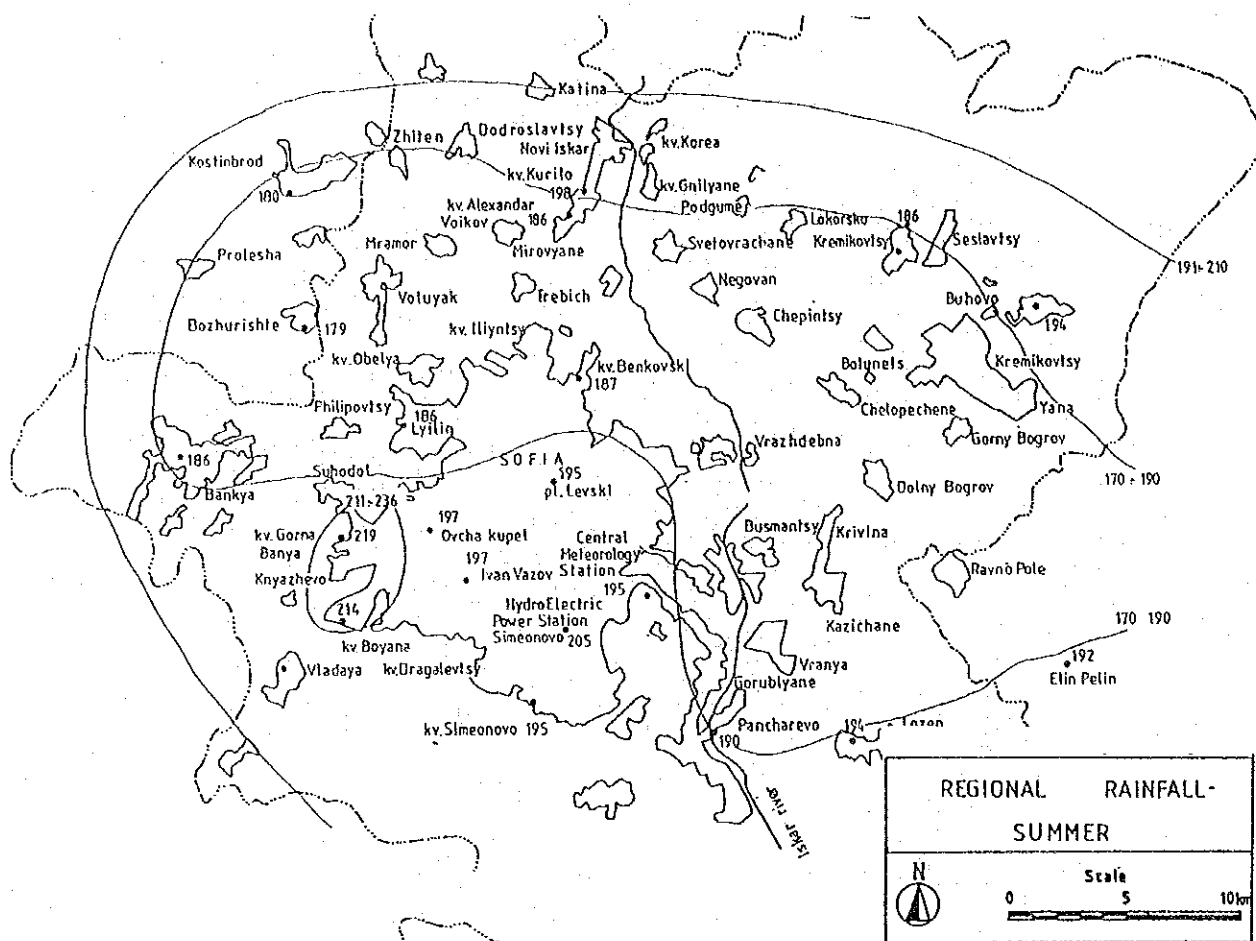 Katina
Dodroslavtsy
Novi Iskar
Zhiten
kv. Korea
Kostinbrod
180
kv. Kurilo
198
kv. Gnilyane
Podgume
kv. Alexandar
Voikov
186
Mirovyane
Mramor
Lokorsko
186
Kremikovtsy
Seslavtsy
Svetovrachane
Prolesha
191÷210
Negovan
Trebich
Voluyak
Buhovo
194
Chepintsy
Bozhurishte
179
kv. Iliyntsy
kv. Obelya
kv. Benkovski
187
Botunets
Kremikovtsy
Yana
Chelopechene
Gorny Bogrov
Philipovtsy
186
Lyilin
Vrazhdebna
186
Bankya
Suhodol
SOFIA
195
pl. Levski
Dolny Bogrov
170÷190
211÷236
197
Ovcha kupel
kv. Gorna
Banya
219
Central
Meteorology
Station
195
Busmantsy
Krivina
197
Ivan Vazov
Knyazhevo
Ravno Pole
214
HydroElectric
Power Station
Simeonovo
205
Kazichane
170 190
kv. Boyana
Vladaya
kv. Dragalevtsy
Vranya
192
Elin Pelin
Gorublyane
kv. Simeonovo 195
Pancharevo
190
194
Lozen
Iskar river
REGIONAL RAINFALL-
SUMMER
N
Scale
0 5 10km